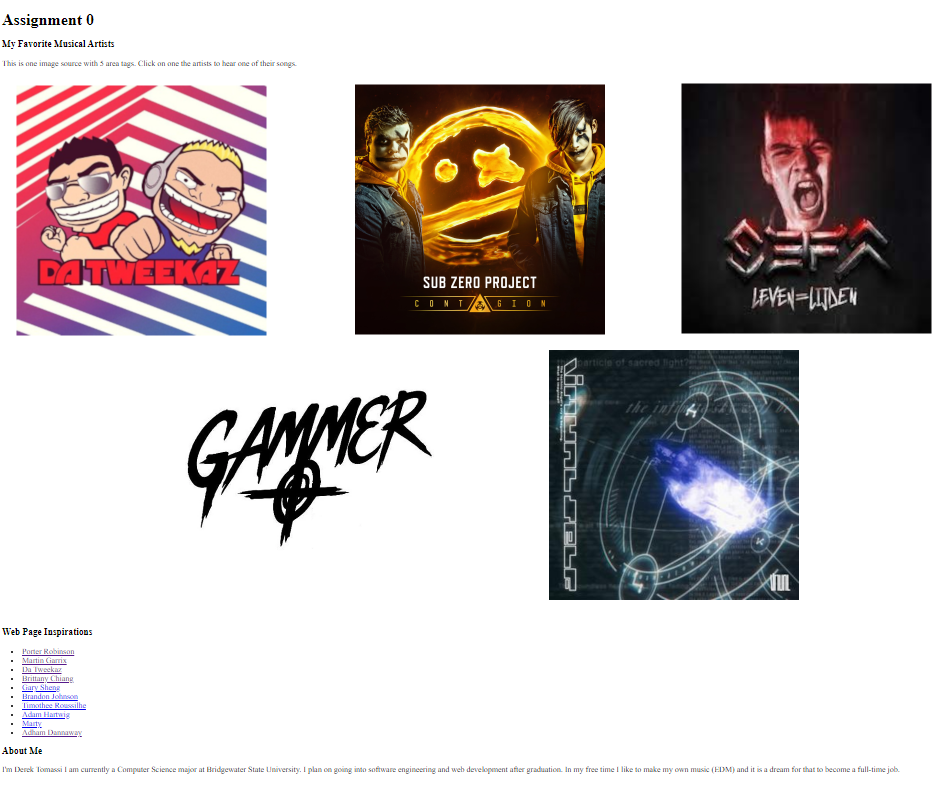 Assignment 0
My Favorite Musical Artists
This is one image source with 5 area tags. Click on one the artists to hear one of their songs.
DA TWEEKAZ
SUB ZERO PROJECT
CONTAGION
SEFA
LEVEN=LIJDEN
GAMMER
particle of sacred light?
the infinite
Virtual Self
Web Page Inspirations
Porter Robinson
Martin Garrix
Da Tweekaz
Brittany Chiang
Gary Sheng
Brandon Johnson
Timothee Roussilhe
Adam Hartwig
Marty
Adham Dannaway
About Me
I'm Derek Tomassi I am currently a Computer Science major at Bridgewater State University. I plan on going into software engineering and web development after graduation. In my free time I like to make my own music (EDM) and it is a dream for that to become a full-time job.